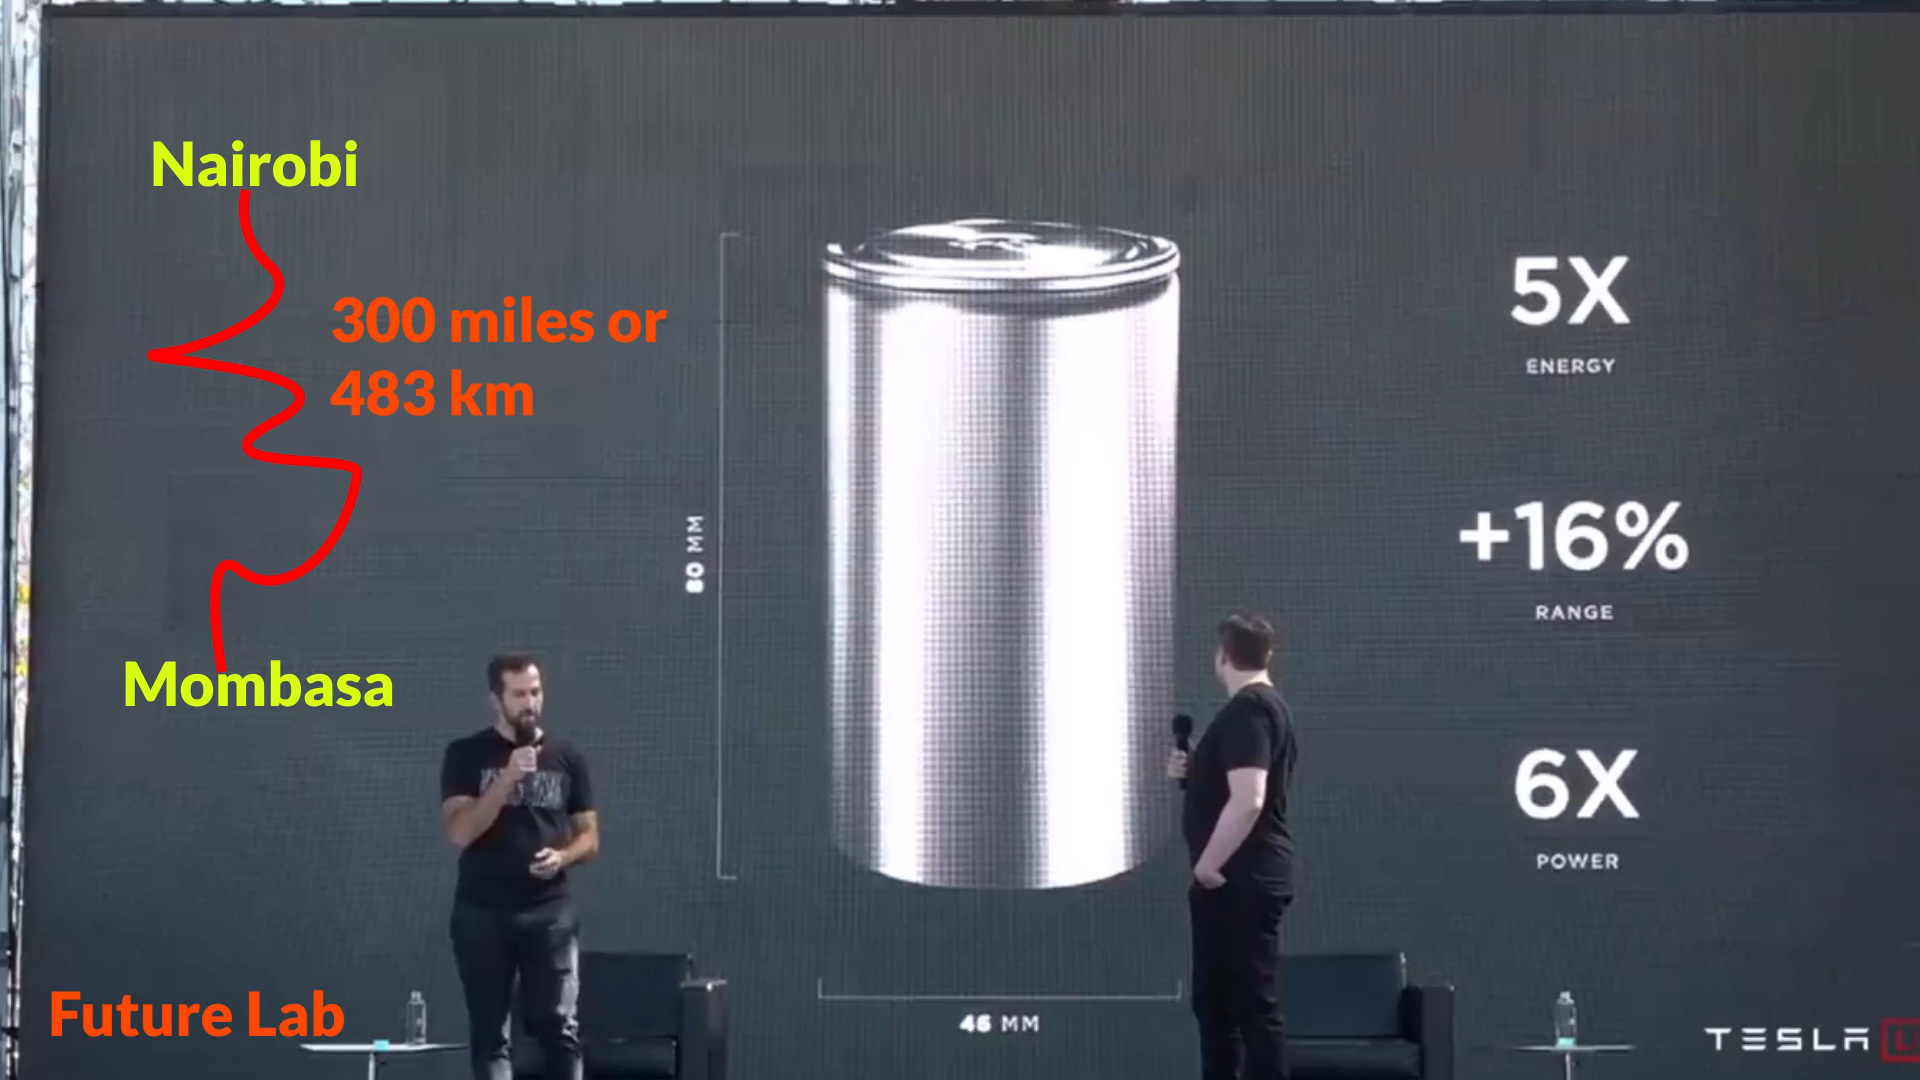 Nairobi
300 miles or
483 km
Mombasa
Future Lab
80 MM
46 MM
5X
ENERGY
+16%
RANGE
6X
POWER
TESLA